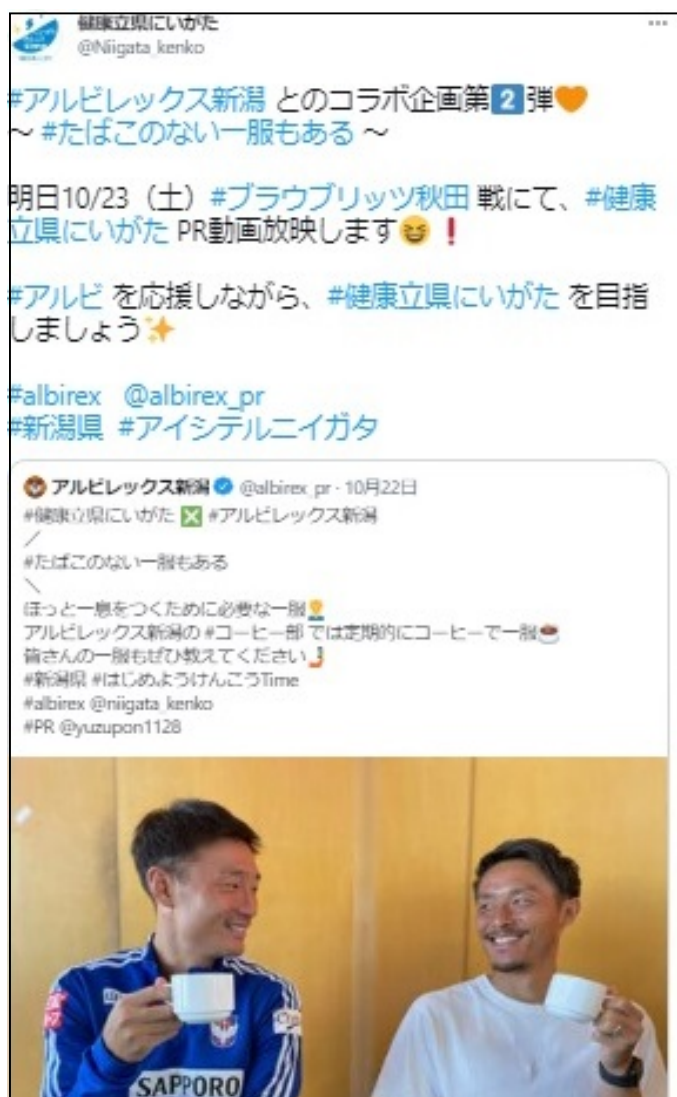 健康立県にいがた
@Niigata_kenko
#アルビレックス新潟 とのコラボ企画第2弾🧡
～ #たばこのない一服もある ～
明日10/23（土）#ブラウブリッツ秋田 戦にて、#健康
立県にいがた PR動画放映します😆❗
#アルビ を応援しながら、#健康立県にいがた を目指
しましょう✨
#albirex @albirex_pr
#新潟県 #アイシテルニイガタ
アルビレックス新潟 @albirex_pr · 10月22日
#健康立県にいがた ❎ #アルビレックス新潟
／
#たばこのない一服もある
＼
ほっと一息をつくために必要な一服
アルビレックス新潟の #コーヒー部 では定期的にコーヒーで一服☕
皆さんの一服もぜひ教えてください🤳
#新潟県 #はじめようけんこうTime
#albirex @niigata_kenko
#PR @yuzupon1128
SAPPORO